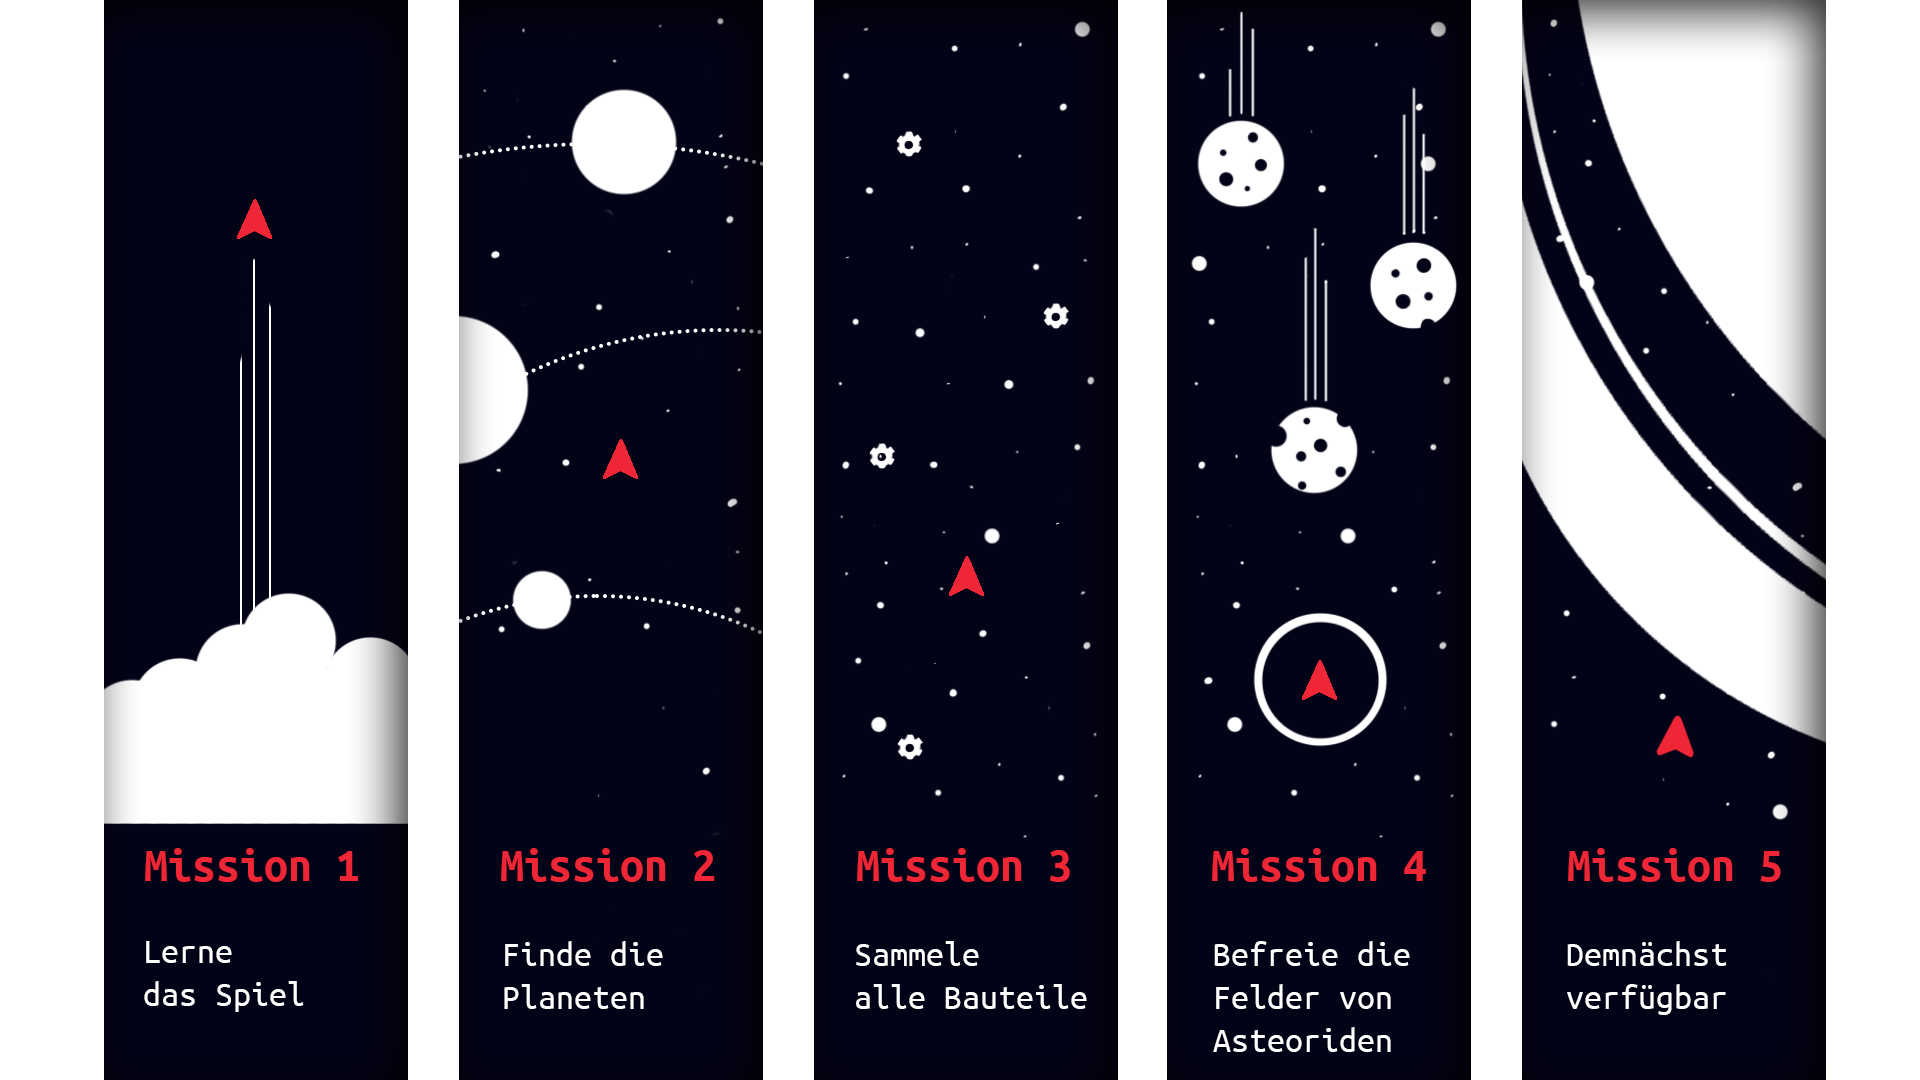 Mission 1
Lerne
das Spiel
Mission 2
Finde die
Planeten
Mission 3
Sammele
alle Bauteile
Mission 4
Befreie die
Felder von
Asteoriden
Mission 5
Demnächst
verfügbar